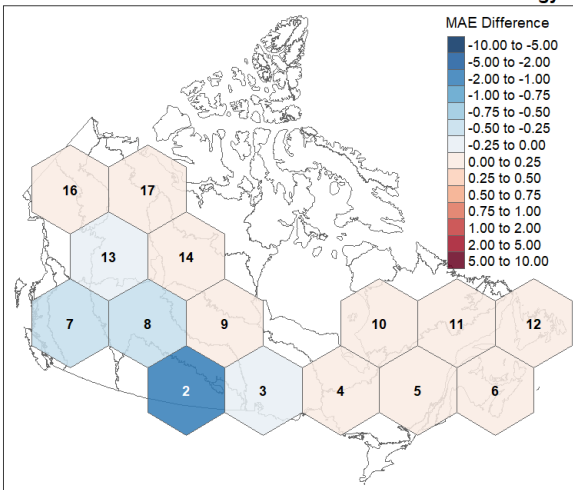 MAE Difference
-10.00 to -5.00
-5.00 to -2.00
-2.00 to -1.00
-1.00 to -0.75
-0.75 to -0.50
-0.50 to -0.25
-0.25 to 0.00
0.00 to 0.25
0.25 to 0.50
0.50 to 0.75
0.75 to 1.00
1.00 to 2.00
2.00 to 5.00
5.00 to 10.00
16
17
13
14
7
8
9
10
11
12
2
3
4
5
6